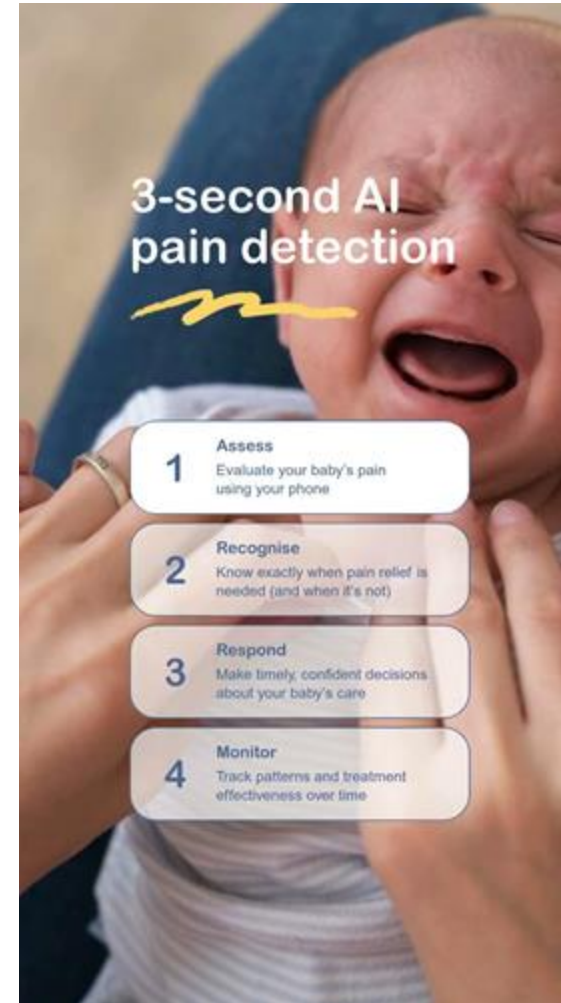 3-second AI
pain detection
1
Assess
Evaluate your baby's pain
using your phone
2
Recognise
Know exactly when pain relief is
needed (and when it's not)
3
Respond
Make timely, confident decisions
about your baby's care
4
Monitor
Track patterns and treatment
effectiveness over time